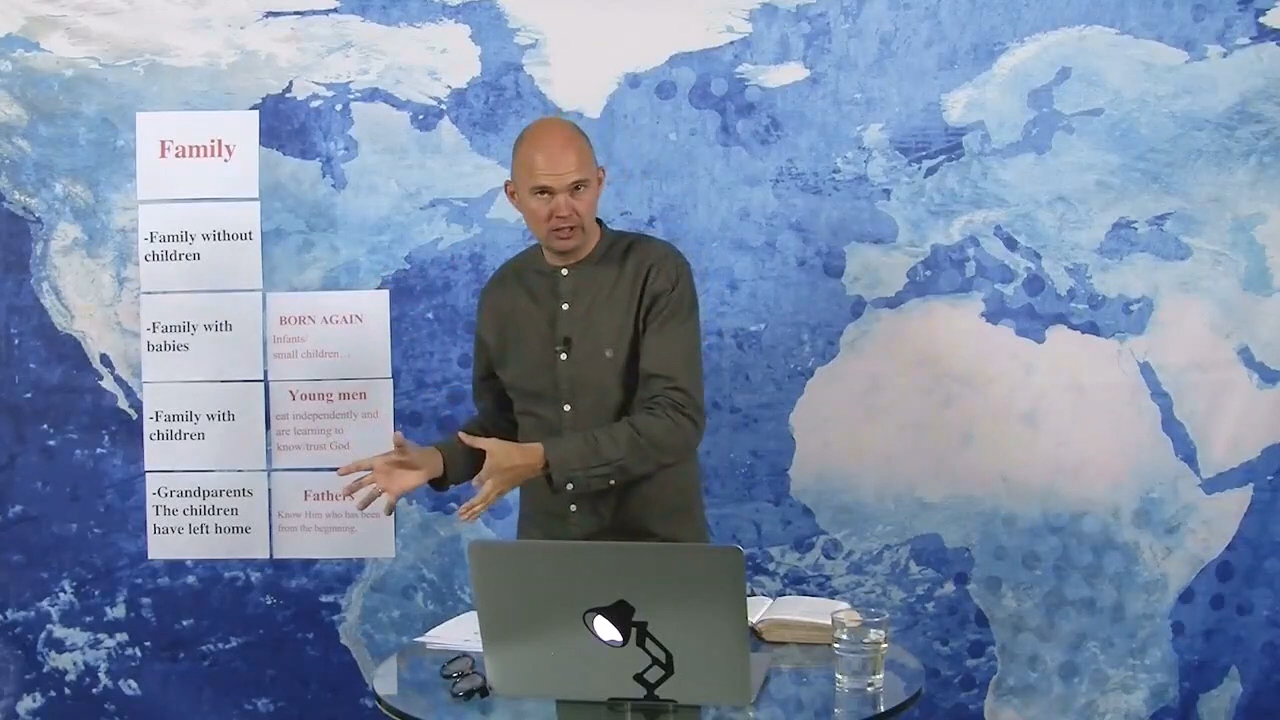 Family
-Family without
children
-Family with
babies
BORN AGAIN
Infants/
small children...
-Family with
children
Young men
eat independently and
are learning to
know/trust God.
-Grandparents
The children
have left home
Fathers
Know Him who has been
from the beginning.